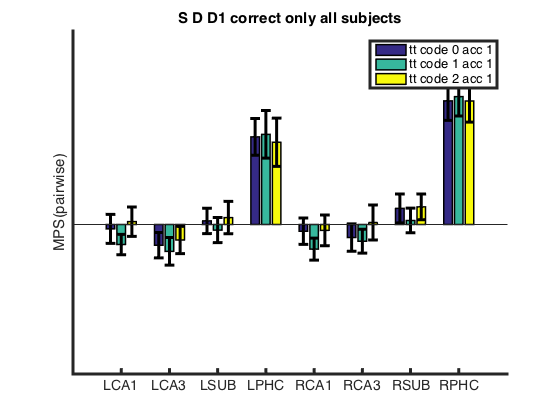 S D D1 correct only all subjects
tt code 0 acc 1
tt code 1 acc 1
tt code 2 acc 1
MPS(pairwise)
LCA1 LCA3 LSUB LPHC RCA1 RCA3 RSUB RPHC